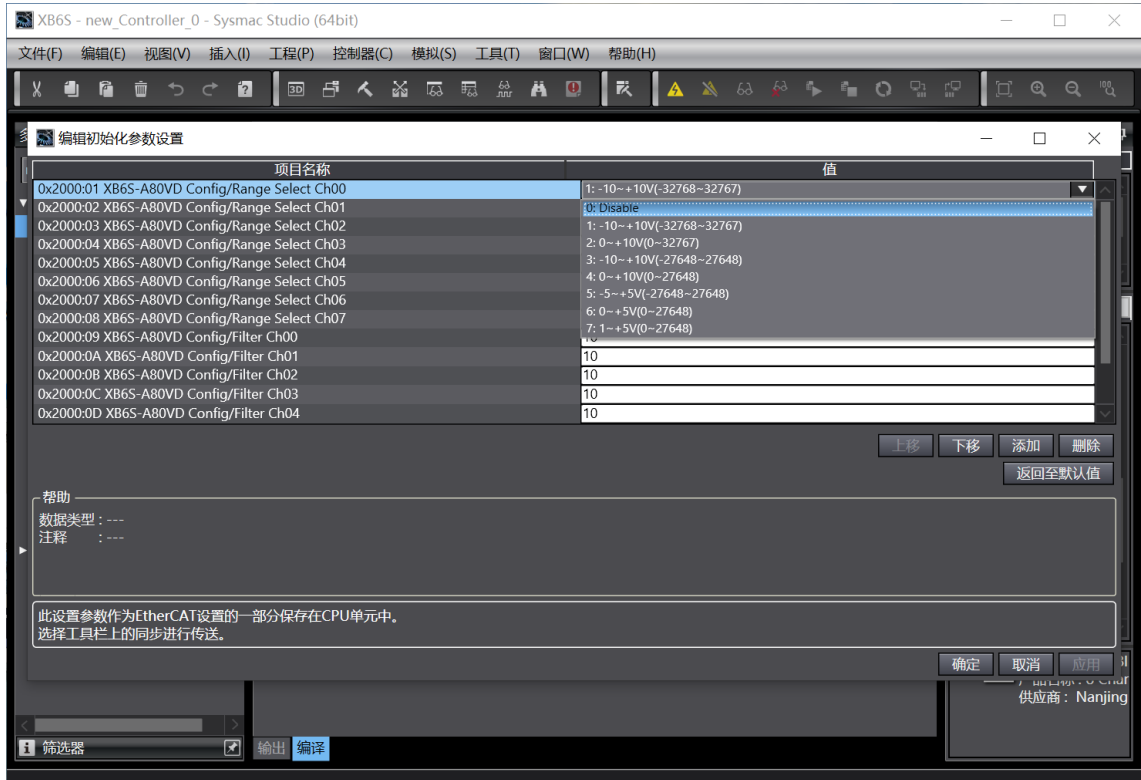 XB6S - new_Controller_0 - Sysmac Studio (64bit)
文件(F) 编辑(E) 视图(V) 插入(I) 工程(P) 控制器(C) 模拟(S) 工具(T) 窗口(W) 帮助(H)
3D
编辑初始化参数设置
项目名称 值
0x2000:01 XB6S-A80VD Config/Range Select Ch00 1: -10~+10V(-32768~32767)
0x2000:02 XB6S-A80VD Config/Range Select Ch01 0: Disable
0x2000:03 XB6S-A80VD Config/Range Select Ch02 1: -10~+10V(-32768~32767)
0x2000:04 XB6S-A80VD Config/Range Select Ch03 2: 0~+10V(0~32767)
0x2000:05 XB6S-A80VD Config/Range Select Ch04 3: -10~+10V(-27648~27648)
0x2000:06 XB6S-A80VD Config/Range Select Ch05 4: 0~+10V(0~27648)
0x2000:07 XB6S-A80VD Config/Range Select Ch06 5: -5~+5V(-27648~27648)
0x2000:08 XB6S-A80VD Config/Range Select Ch07 6: 0~+5V(0~27648)
7: 1~+5V(0~27648)
0x2000:09 XB6S-A80VD Config/Filter Ch00 10
0x2000:0A XB6S-A80VD Config/Filter Ch01 10
0x2000:0B XB6S-A80VD Config/Filter Ch02 10
0x2000:0C XB6S-A80VD Config/Filter Ch03 10
0x2000:0D XB6S-A80VD Config/Filter Ch04 10
上移 下移 添加 删除
返回至默认值
帮助
数据类型 : ---
注释 : ---
此设置参数作为EtherCAT设置的一部分保存在CPU单元中。
选择工具栏上的同步进行传送。
确定 取消 应用
供应商 : Nanjing
筛选器 输出 编译